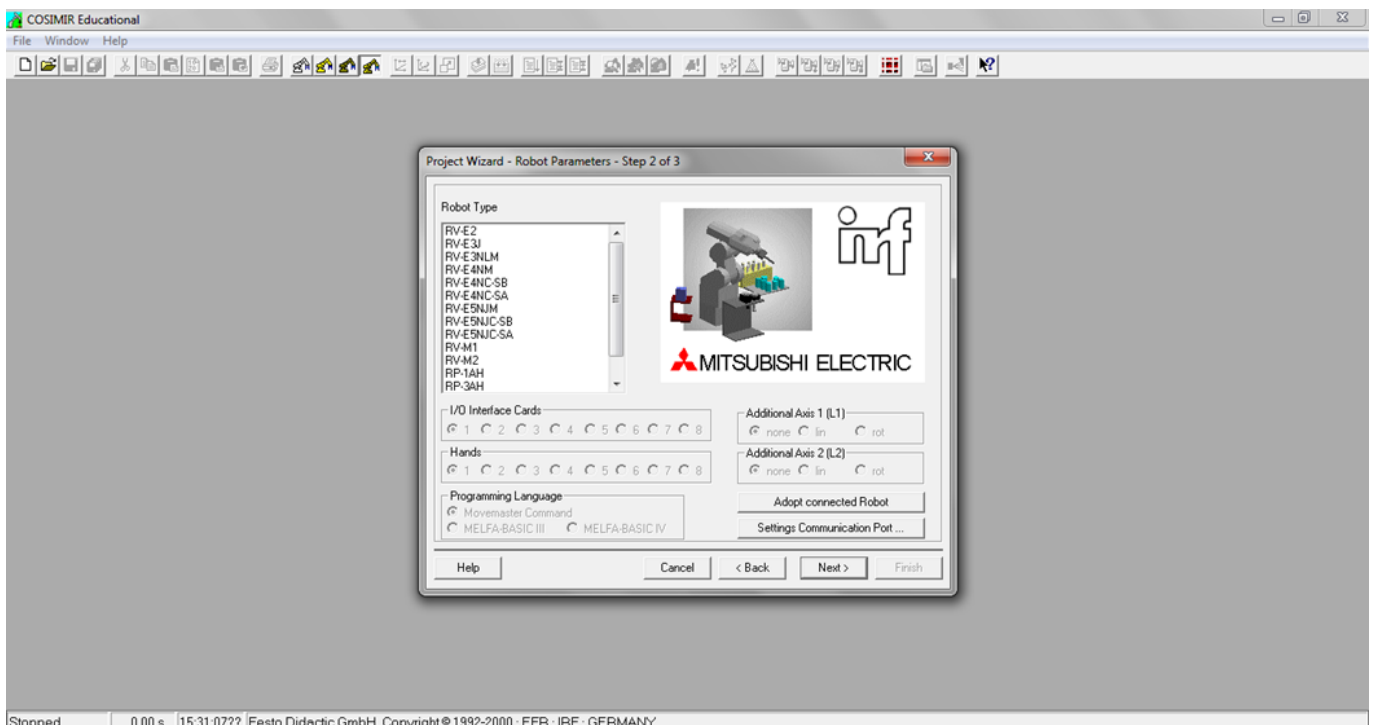 COSIMIR Educational
File Window Help
Project Wizard - Robot Parameters - Step 2 of 3
Robot Type
RV-E2
RV-E3J
RV-E3NLM
RV-E4NM
RV-E4NC-SB
RV-E4NC-SA
RV-E5NJM
RV-E5NJC-SB
RV-E5NJC-SA
RV-M1
RV-M2
RP-1AH
RP-3AH
irf
MITSUBISHI ELECTRIC
I/O Interface Cards
1 2 3 4 5 6 7 8
Additional Axis 1 (L1)
none lin rot
Hands
1 2 3 4 5 6 7 8
Additional Axis 2 (L2)
none lin rot
Programming Language
Movemaster Command
MELFA-BASIC III MELFA-BASIC IV
Adopt connected Robot
Settings Communication Port ...
Help Cancel < Back Next > Finish
Stopped 0.00 s 15:31:07?? Festo Didactic GmbH, Copyright © 1992-2000 : EFR : IRF : GERMANY